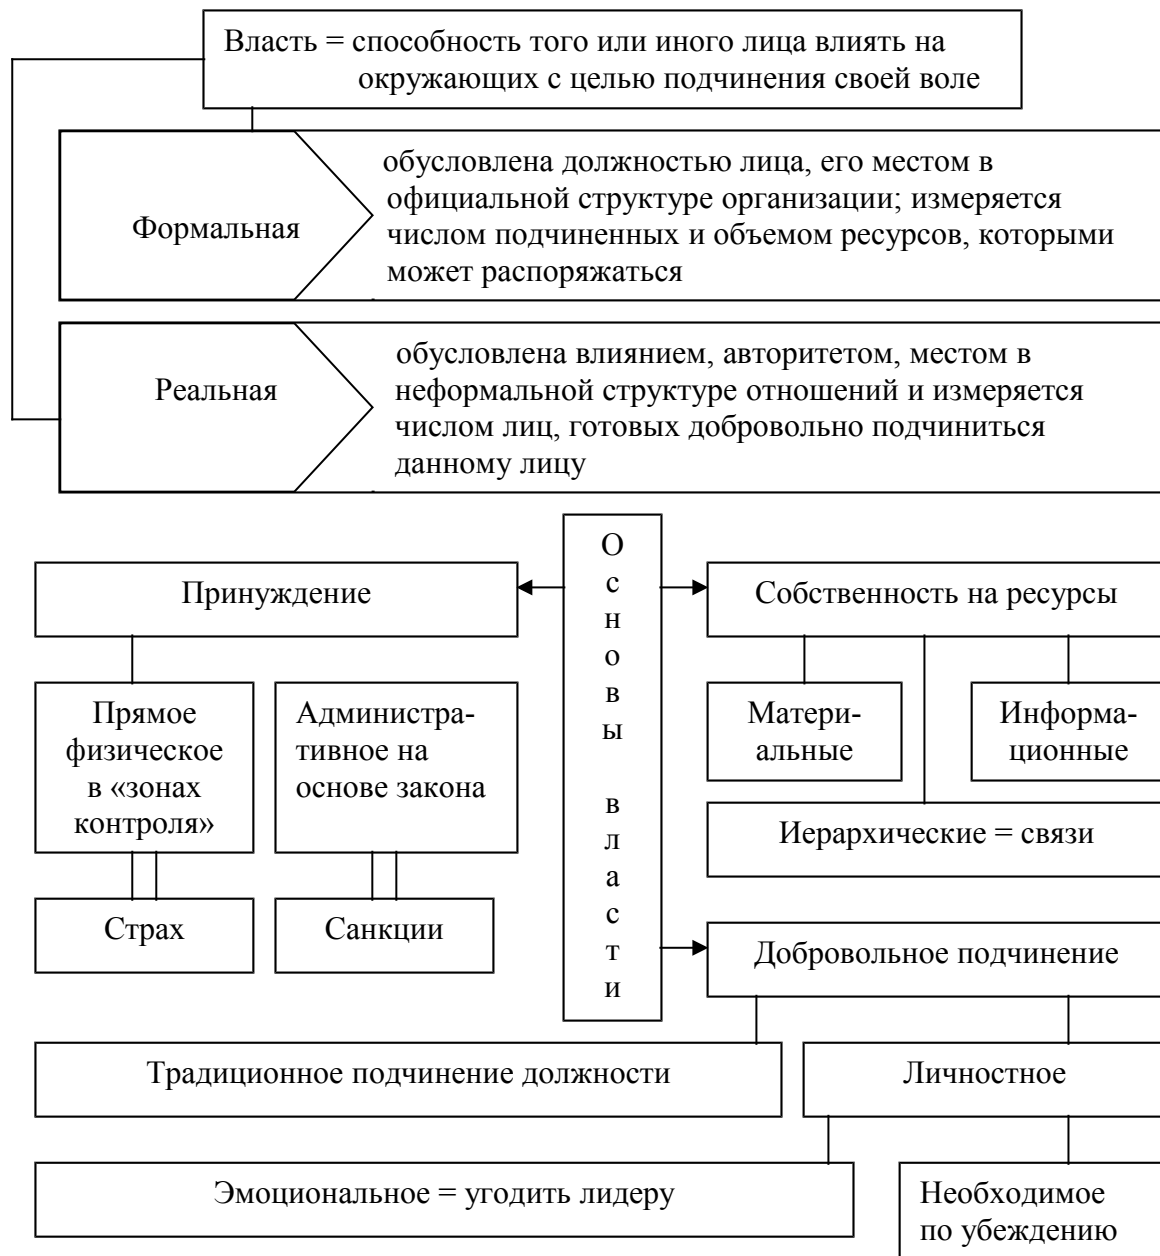 Власть = способность того или иного лица влиять на
окружающих с целью подчинения своей воле
Формальная
обусловлена должностью лица, его местом в
официальной структуре организации; измеряется
числом подчиненных и объемом ресурсов, которыми
может распоряжаться
Реальная
обусловлена влиянием, авторитетом, местом в
неформальной структуре отношений и измеряется
числом лиц, готовых добровольно подчиниться
данному лицу
Основы власти
Принуждение
Прямое
физическое
в «зонах
контроля»
Административное на
тивное на
основе закона
Страх
Санкции
Собственность на ресурсы
Матери-
альные
Информа-
ционные
Иерархические = связи
Добровольное подчинение
Традиционное подчинение должности
Личностное
Эмоциональное = угодить лидеру
Необходимое
по убеждению